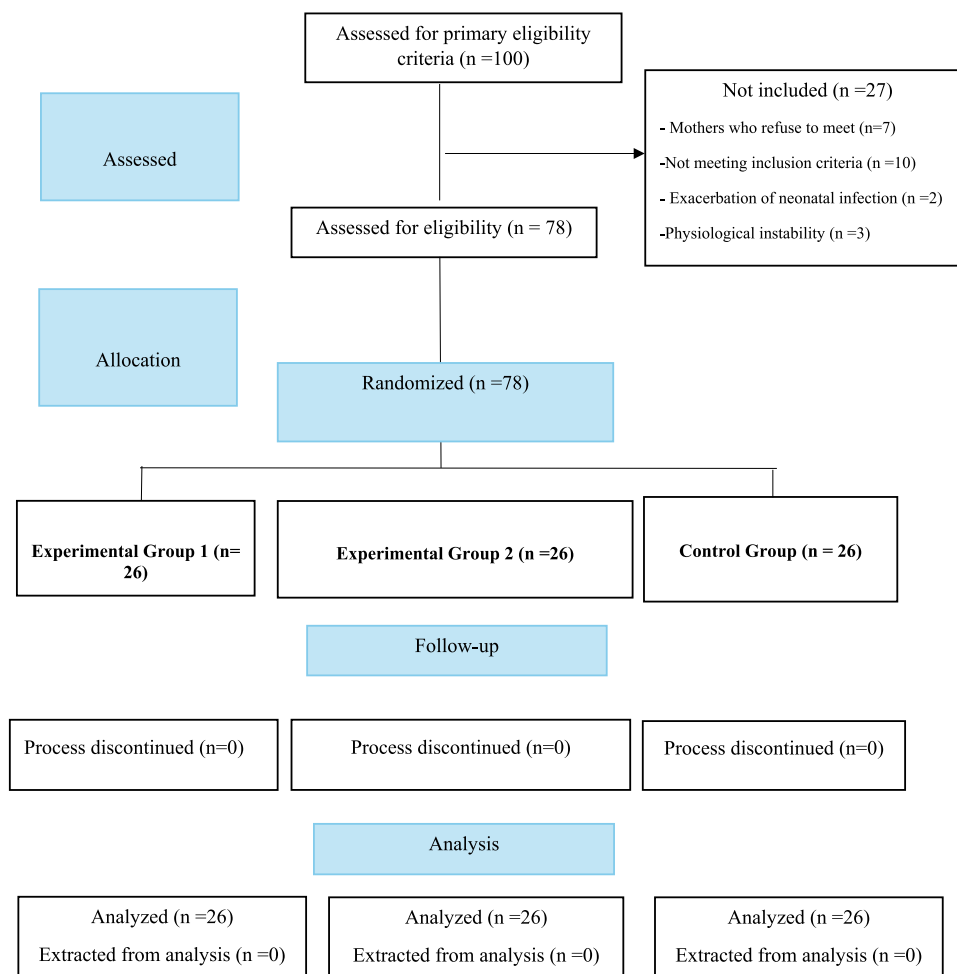 Assessed for primary eligibility
criteria (n =100)
Not included (n =27)
- Mothers who refuse to meet (n=7)
-Not meeting inclusion criteria (n =10)
- Exacerbation of neonatal infection (n =2)
-Physiological instability (n =3)
Assessed
Assessed for eligibility (n = 78)
Allocation
Randomized (n =78)
Experimental Group 1 (n=
26)
Experimental Group 2 (n =26)
Control Group (n = 26)
Follow-up
Process discontinued (n=0)
Process discontinued (n=0)
Process discontinued (n=0)
Analysis
Analyzed (n =26)
Extracted from analysis (n =0)
Analyzed (n =26)
Extracted from analysis (n =0)
Analyzed (n =26)
Extracted from analysis (n =0)